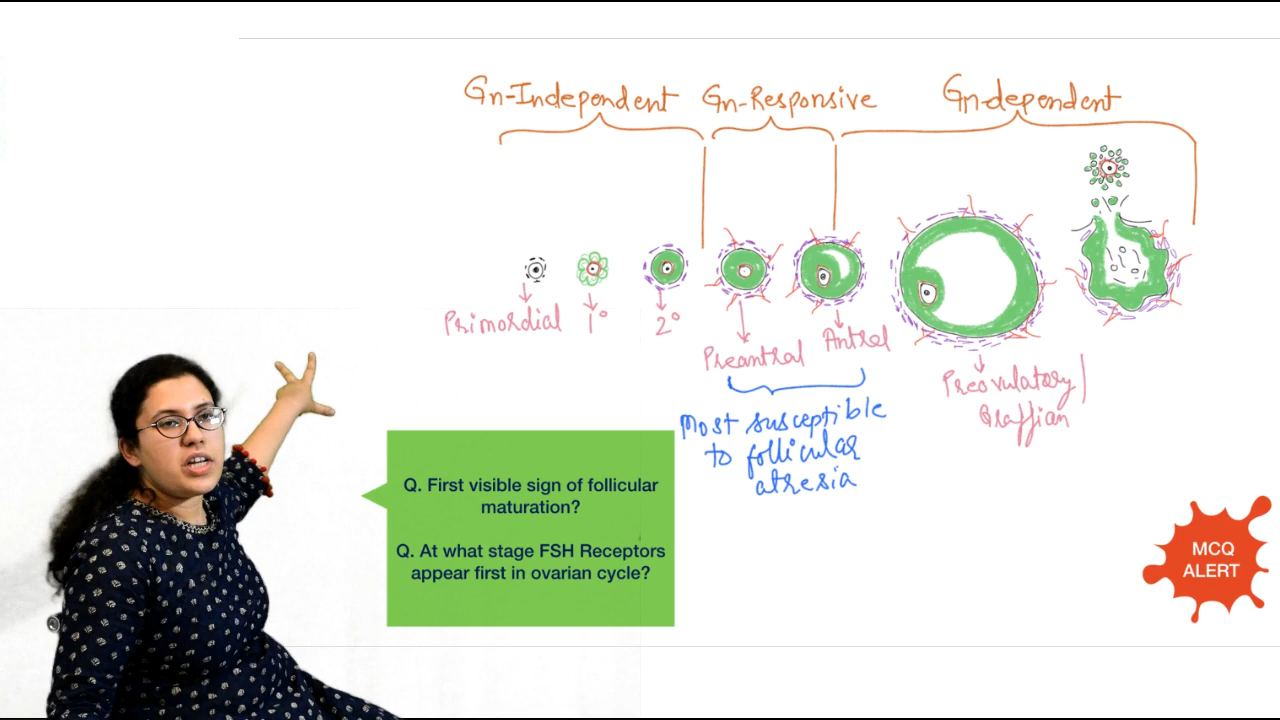 Gn-Independent Gn-Responsive Gn-dependent
Primordial 1° 2°
Preantral Antral
Preovulatory/
Graffian
Most susceptible
to follicular
atresia
Q. First visible sign of follicular
maturation?
Q. At what stage FSH Receptors
appear first in ovarian cycle?
MCQ
ALERT